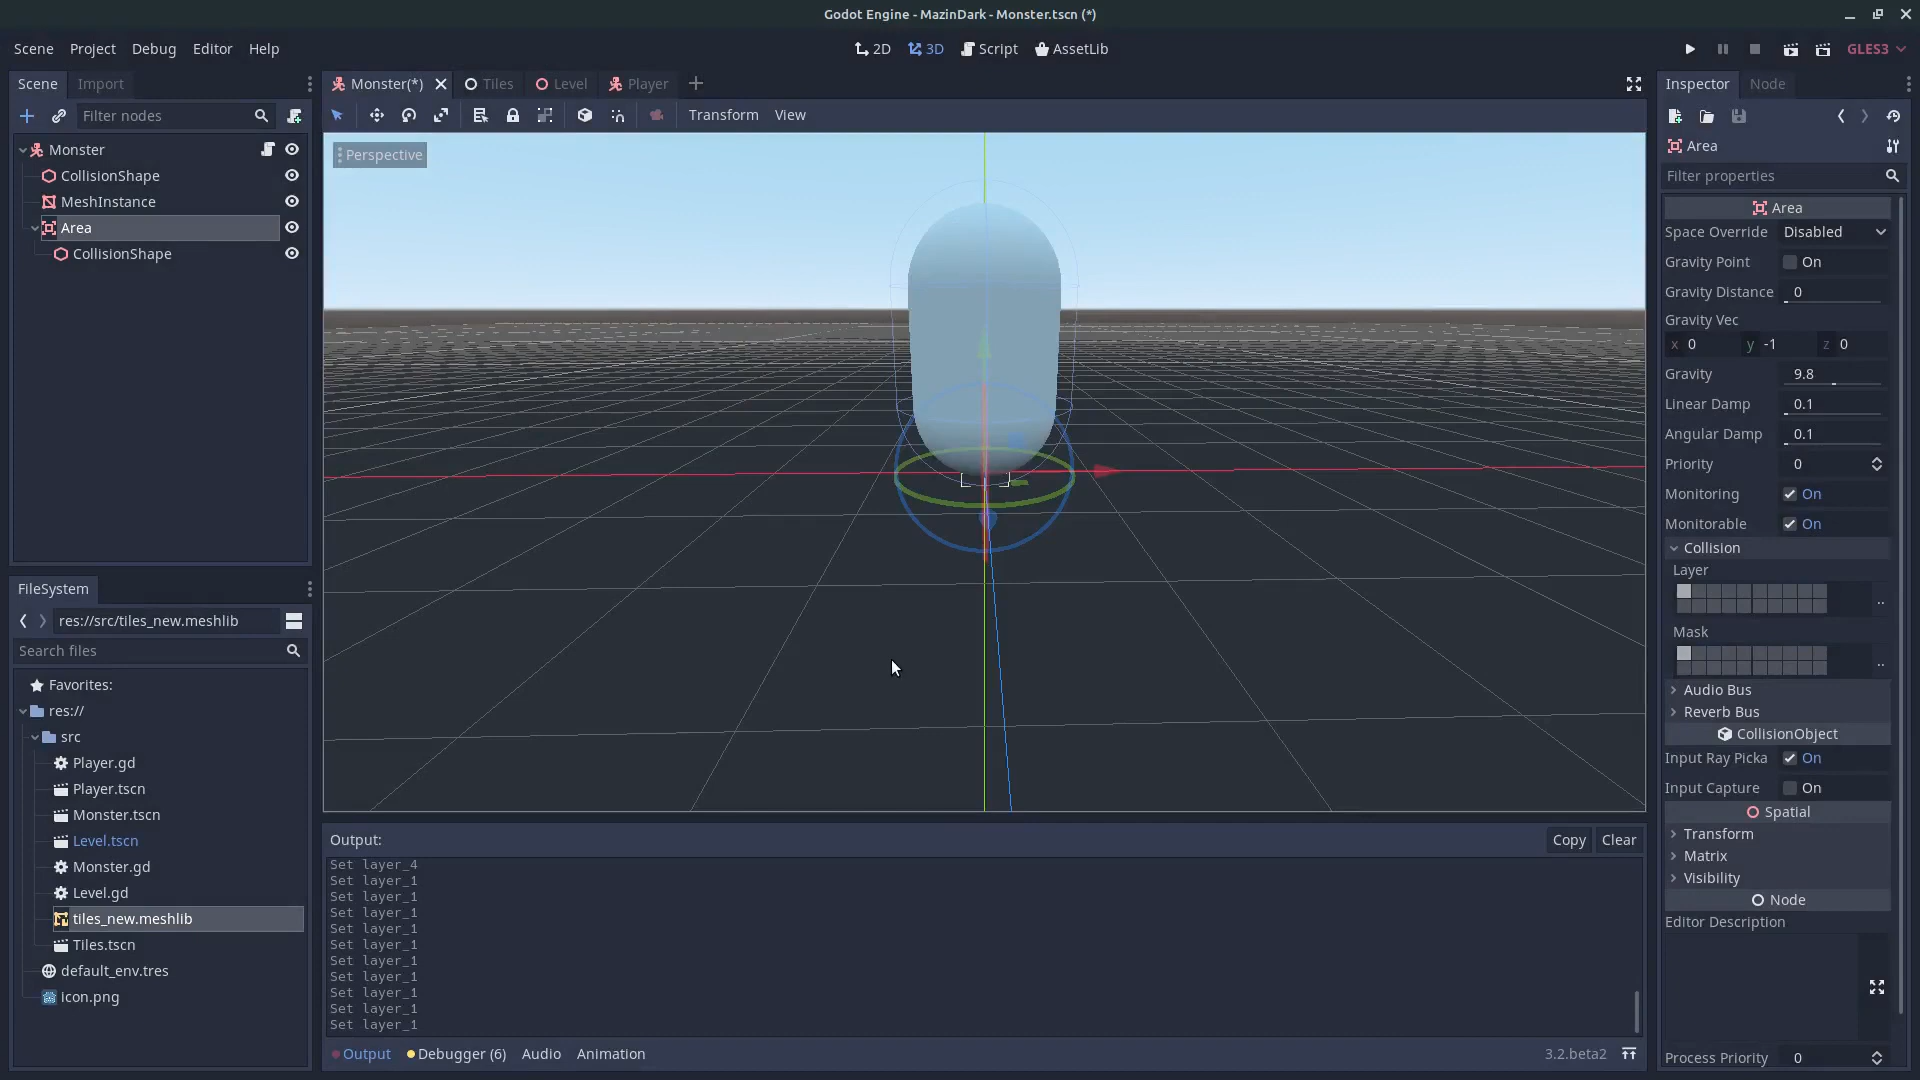 Godot Engine - MazinDark - Monster.tscn (*)
Scene Project Debug Editor Help
2D 3D Script AssetLib
GLES3
Scene Import
Filter nodes
Monster
CollisionShape
MeshInstance
Area
CollisionShape
FileSystem
res://src/tiles_new.meshlib
Search files
Favorites:
res://
src
Player.gd
Player.tscn
Monster.tscn
Level.tscn
Monster.gd
Level.gd
tiles_new.meshlib
Tiles.tscn
default_env.tres
icon.png
Monster(*) Tiles Level Player
Transform View
Perspective
Output: Copy Clear
Set layer_4
Set layer_1
Set layer_1
Set layer_1
Set layer_1
Set layer_1
Set layer_1
Set layer_1
Set layer_1
Set layer_1
Set layer_1
Output Debugger (6) Audio Animation 3.2.beta2
Inspector Node
Area
Filter properties
Area
Space Override Disabled
Gravity Point On
Gravity Distance 0
Gravity Vec
x 0 y -1 z 0
Gravity 9.8
Linear Damp 0.1
Angular Damp 0.1
Priority 0
Monitoring On
Monitorable On
Collision
Layer
..
Mask
..
Audio Bus
Reverb Bus
CollisionObject
Input Ray Picka On
Input Capture On
Spatial
Transform
Matrix
Visibility
Node
Editor Description
Process Priority 0